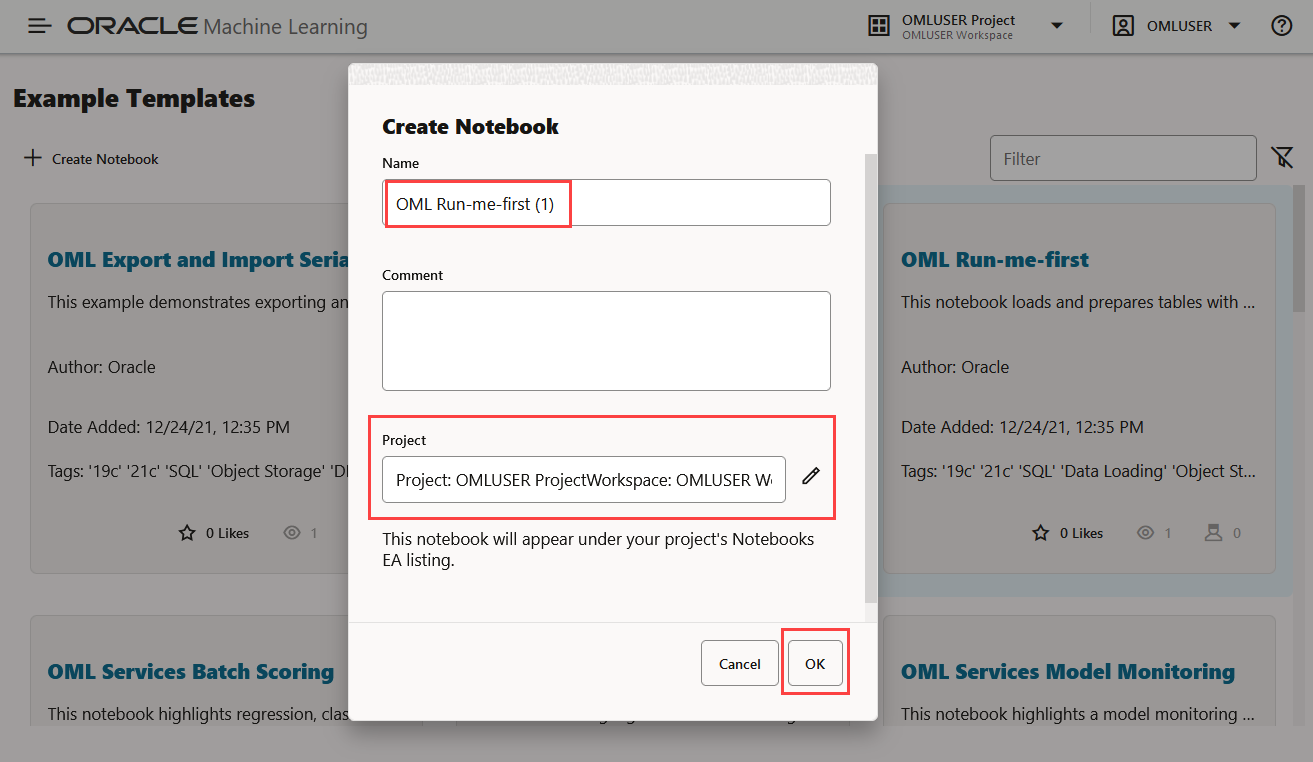 ORACLE Machine Learning
OMLUSER Project
OMLUSER Workspace
OMLUSER
Example Templates
Create Notebook
Filter
OML Export and Import Seria
This example demonstrates exporting an
Author: Oracle
Date Added: 12/24/21, 12:35 PM
Tags: '19c' '21c' 'SQL' 'Object Storage' 'D
0 Likes
1
Create Notebook
Name
OML Run-me-first (1)
Comment
Project
Project: OMLUSER ProjectWorkspace: OMLUSER W
This notebook will appear under your project's Notebooks
EA listing.
Cancel
OK
OML Run-me-first
This notebook loads and prepares tables with ...
Author: Oracle
Date Added: 12/24/21, 12:35 PM
Tags: '19c' '21c' 'SQL' 'Data Loading' 'Object St...
0 Likes
1
0
OML Services Batch Scoring
This notebook highlights regression, clas
OML Services Model Monitoring
This notebook highlights a model monitoring ...